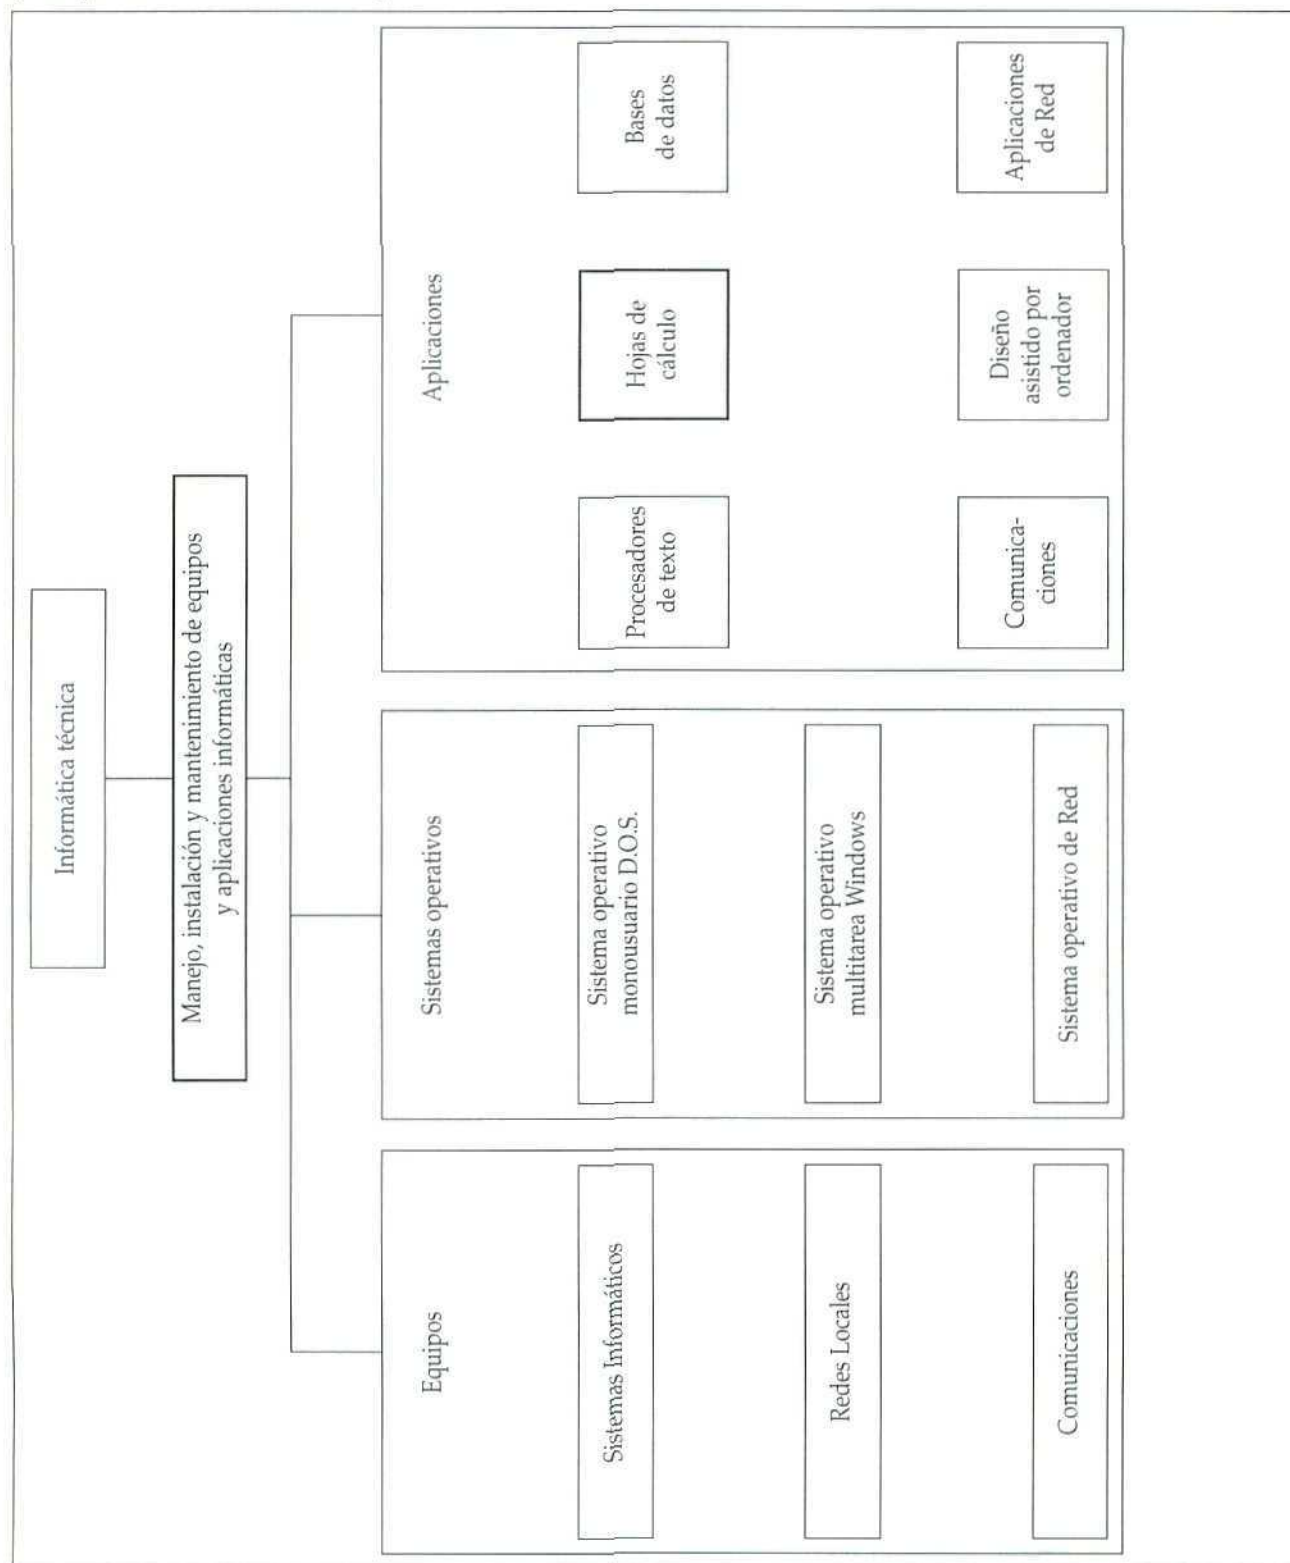 Informática técnica
Manejo, instalación y mantenimiento de equipos
y aplicaciones informáticas
Equipos
Sistemas Informáticos
Redes Locales
Comunicaciones
Sistemas operativos
Sistema operativo
monousuario D.O.S.
Sistema operativo
multitarea Windows
Sistema operativo de Red
Aplicaciones
Procesadores
de texto
Hojas de
cálculo
Bases
de datos
Comunica-
ciones
Diseño
asistido por
ordenador
Aplicaciones
de Red